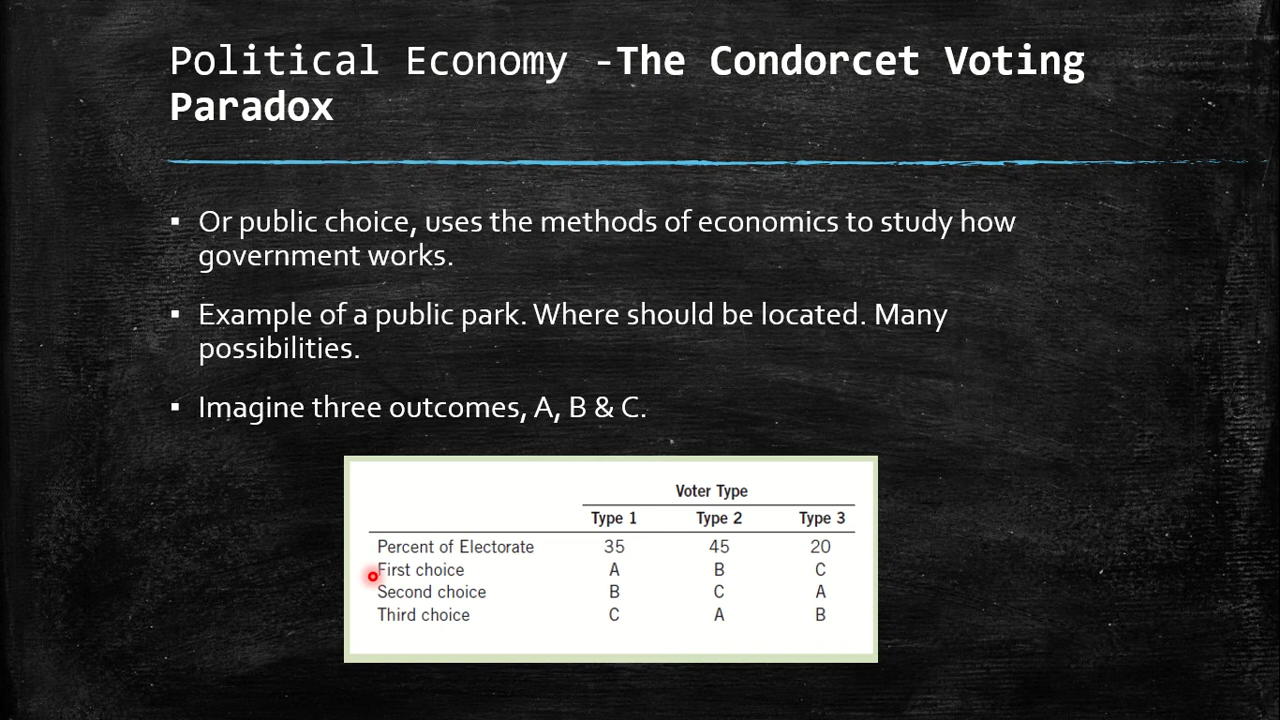 Political Economy -The Condorcet Voting
Paradox
▪ Or public choice, uses the methods of economics to study how
government works.
▪ Example of a public park. Where should be located. Many
possibilities.
▪ Imagine three outcomes, A, B & C.
Voter Type
Type 1 Type 2 Type 3
Percent of Electorate 35 45 20
First choice A B C
Second choice B C A
Third choice C A B